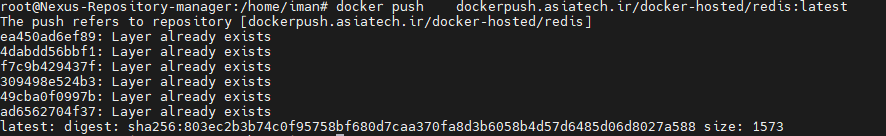 root@Nexus-Repository-manager:/home/iman# docker push    dockerpush.asiatech.ir/docker-hosted/redis:latest
The push refers to repository [dockerpush.asiatech.ir/docker-hosted/redis]
ea450ad6ef89: Layer already exists
4dabdd56bbf1: Layer already exists
f7c9b429437f: Layer already exists
309498e524b3: Layer already exists
49cba0f0997b: Layer already exists
ad6562704f37: Layer already exists
latest: digest: sha256:803ec2b3b74c0f95758bf680d7caa370fa8d3b6058b4d57d6485d06d8027a588 size: 1573